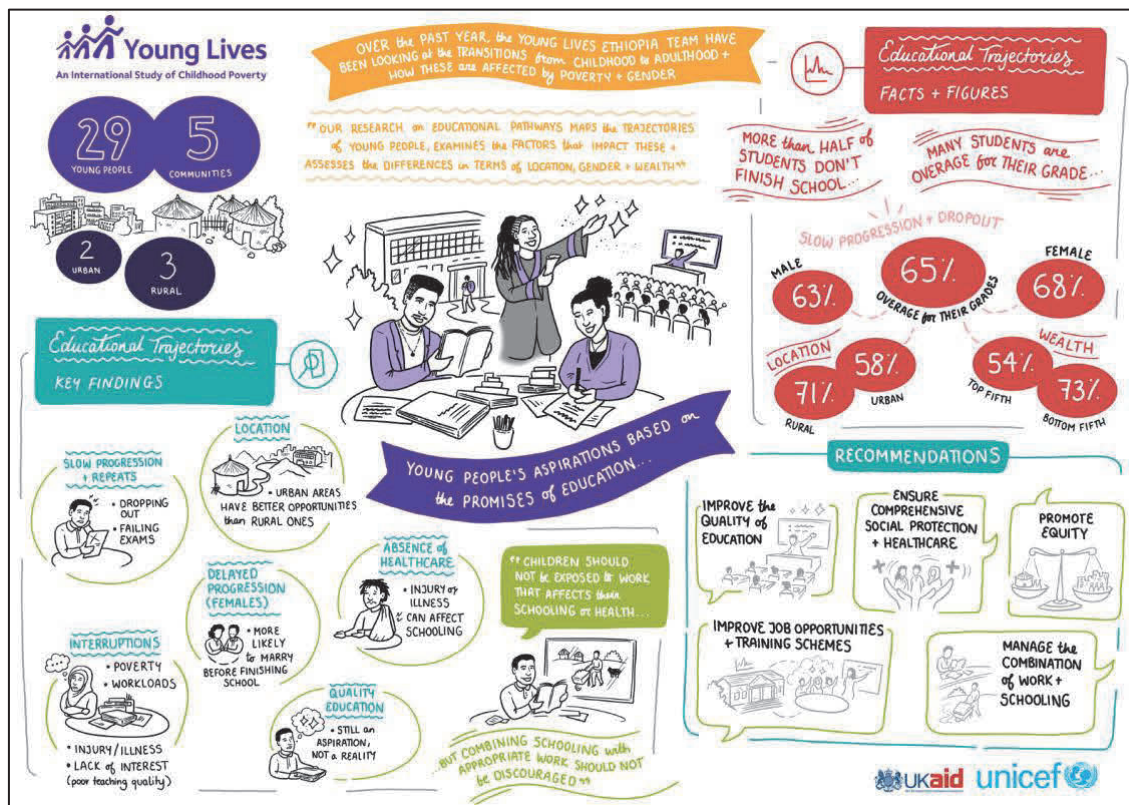 Young Lives
An International Study of Childhood Poverty
29
YOUNG PEOPLE
5
COMMUNITIES
2
URBAN
3
RURAL
OVER the PAST YEAR, the YOUNG LIVES ETHIOPIA TEAM HAVE
BEEN LOOKING at the TRANSITIONS from CHILDHOOD to ADULTHOOD +
HOW THESE are AFFECTED by POVERTY + GENDER
"OUR RESEARCH on EDUCATIONAL PATHWAYS MAPS the TRAJECTORIES
of YOUNG PEOPLE, EXAMINES the FACTORS that IMPACT THESE +
ASSESSES the DIFFERENCES in TERMS of LOCATION, GENDER + WEALTH"
Educational Trajectories
FACTS + FIGURES
MORE than HALF of
STUDENTS DON'T
FINISH SCHOOL...
MANY STUDENTS are
OVERAGE for THEIR GRADE...
SLOW PROGRESSION + DROPOUT
MALE
63%
65%
OVERAGE for THEIR GRADES
FEMALE
68%
LOCATION
71%
RURAL
58%
URBAN
WEALTH
54%
TOP FIFTH
73%
BOTTOM FIFTH
Educational Trajectories
KEY FINDINGS
SLOW PROGRESSION
+ REPEATS
• DROPPING
OUT
• FAILING
EXAMS
LOCATION
• URBAN AREAS
HAVE BETTER OPPORTUNITIES
than RURAL ONES
DELAYED
PROGRESSION
(FEMALES)
• MORE
LIKELY
to MARRY
BEFORE FINISHING
SCHOOL
ABSENCE of
HEALTHCARE
• INJURY or
ILLNESS
CAN AFFECT
SCHOOLING
INTERRUPTIONS
• POVERTY
• WORKLOADS
• INJURY/ILLNESS
• LACK of INTEREST
(poor teaching quality)
QUALITY
EDUCATION
• STILL an
ASPIRATION,
NOT a REALITY
YOUNG PEOPLE'S ASPIRATIONS BASED on
the PROMISES of EDUCATION...
"CHILDREN SHOULD
NOT be EXPOSED to WORK
THAT AFFECTS their
SCHOOLING or HEALTH...
...BUT COMBINING SCHOOLING with
APPROPRIATE WORK SHOULD NOT
be DISCOURAGED"
RECOMMENDATIONS
IMPROVE the
QUALITY of
EDUCATION
ENSURE
COMPREHENSIVE
SOCIAL PROTECTION
+ HEALTHCARE
PROMOTE
EQUITY
IMPROVE JOB OPPORTUNITIES
+ TRAINING SCHEMES
MANAGE the
COMBINATION
of WORK +
SCHOOLING
UKaid
unicef